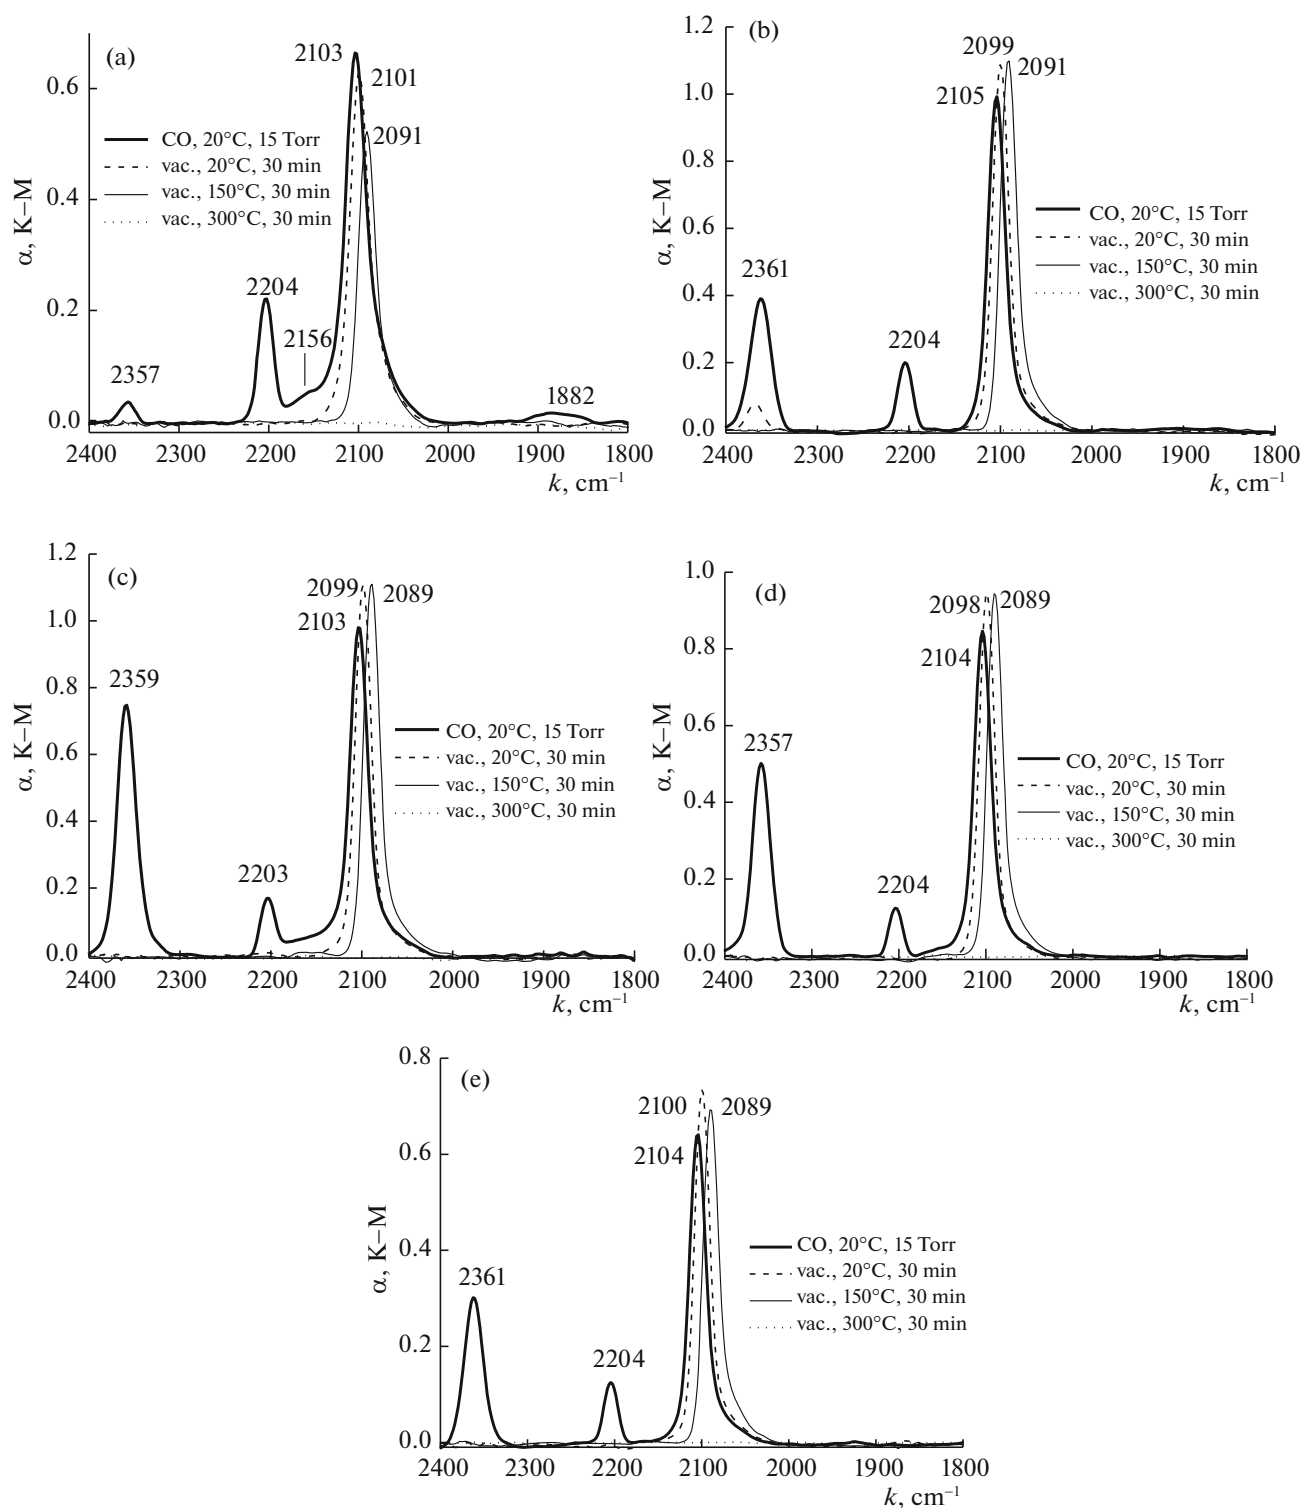 (a)
α, K–M
0.6
0.4
0.2
0.0
2103
2101
2091
2204
2156
2357
1882
CO, 20°C, 15 Torr
vac., 20°C, 30 min
vac., 150°C, 30 min
vac., 300°C, 30 min
2400 2300 2200 2100 2000 1900 1800
k, cm⁻¹
(b)
α, K–M
1.2
1.0
0.8
0.6
0.4
0.2
0.0
2099
2091
2105
2361
2204
CO, 20°C, 15 Torr
vac., 20°C, 30 min
vac., 150°C, 30 min
vac., 300°C, 30 min
2400 2300 2200 2100 2000 1900 1800
k, cm⁻¹
(c)
α, K–M
1.2
1.0
0.8
0.6
0.4
0.2
0.0
2099
2089
2103
2359
2203
CO, 20°C, 15 Torr
vac., 20°C, 30 min
vac., 150°C, 30 min
vac., 300°C, 30 min
2400 2300 2200 2100 2000 1900 1800
k, cm⁻¹
(d)
α, K–M
1.0
0.8
0.6
0.4
0.2
0.0
2098
2089
2104
2357
2204
CO, 20°C, 15 Torr
vac., 20°C, 30 min
vac., 150°C, 30 min
vac., 300°C, 30 min
2400 2300 2200 2100 2000 1900 1800
k, cm⁻¹
(e)
α, K–M
0.8
0.6
0.4
0.2
0.0
2100
2089
2104
2361
2204
CO, 20°C, 15 Torr
vac., 20°C, 30 min
vac., 150°C, 30 min
vac., 300°C, 30 min
2400 2300 2200 2100 2000 1900 1800
k, cm⁻¹